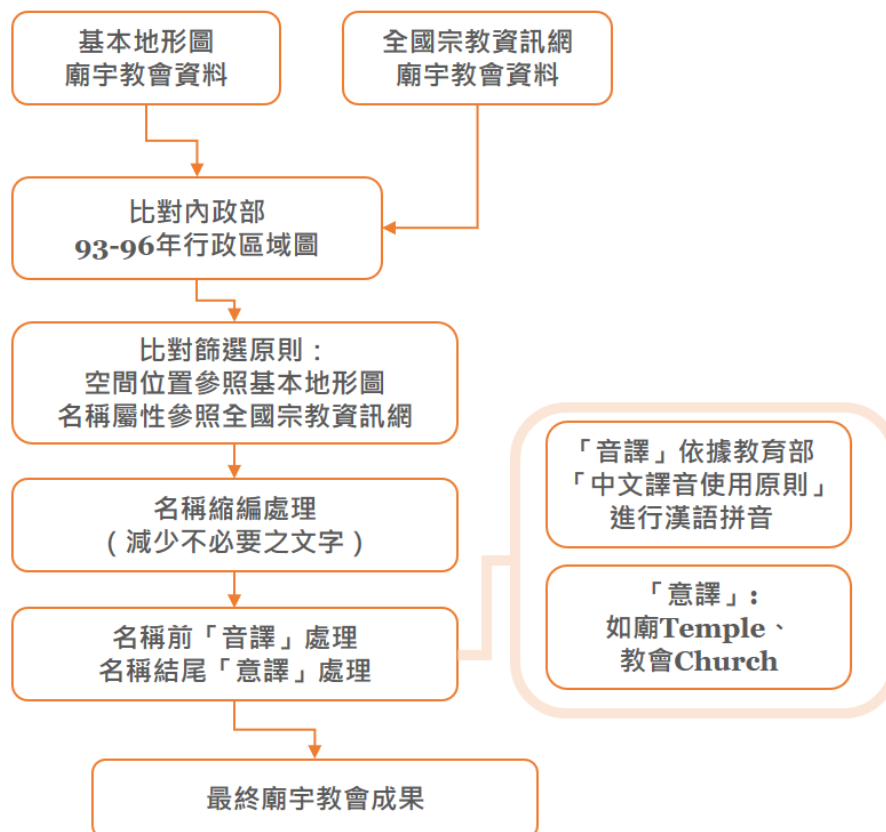 基本地形圖
廟宇教會資料
全國宗教資訊網
廟宇教會資料
比對內政部
93-96年行政區域圖
比對篩選原則：
空間位置參照基本地形圖
名稱屬性參照全國宗教資訊網
名稱縮編處理
（減少不必要之文字）
名稱前「音譯」處理
名稱結尾「意譯」處理
「音譯」依據教育部
「中文譯音使用原則」
進行漢語拼音
「意譯」:
如廟Temple、
教會Church
最終廟宇教會成果